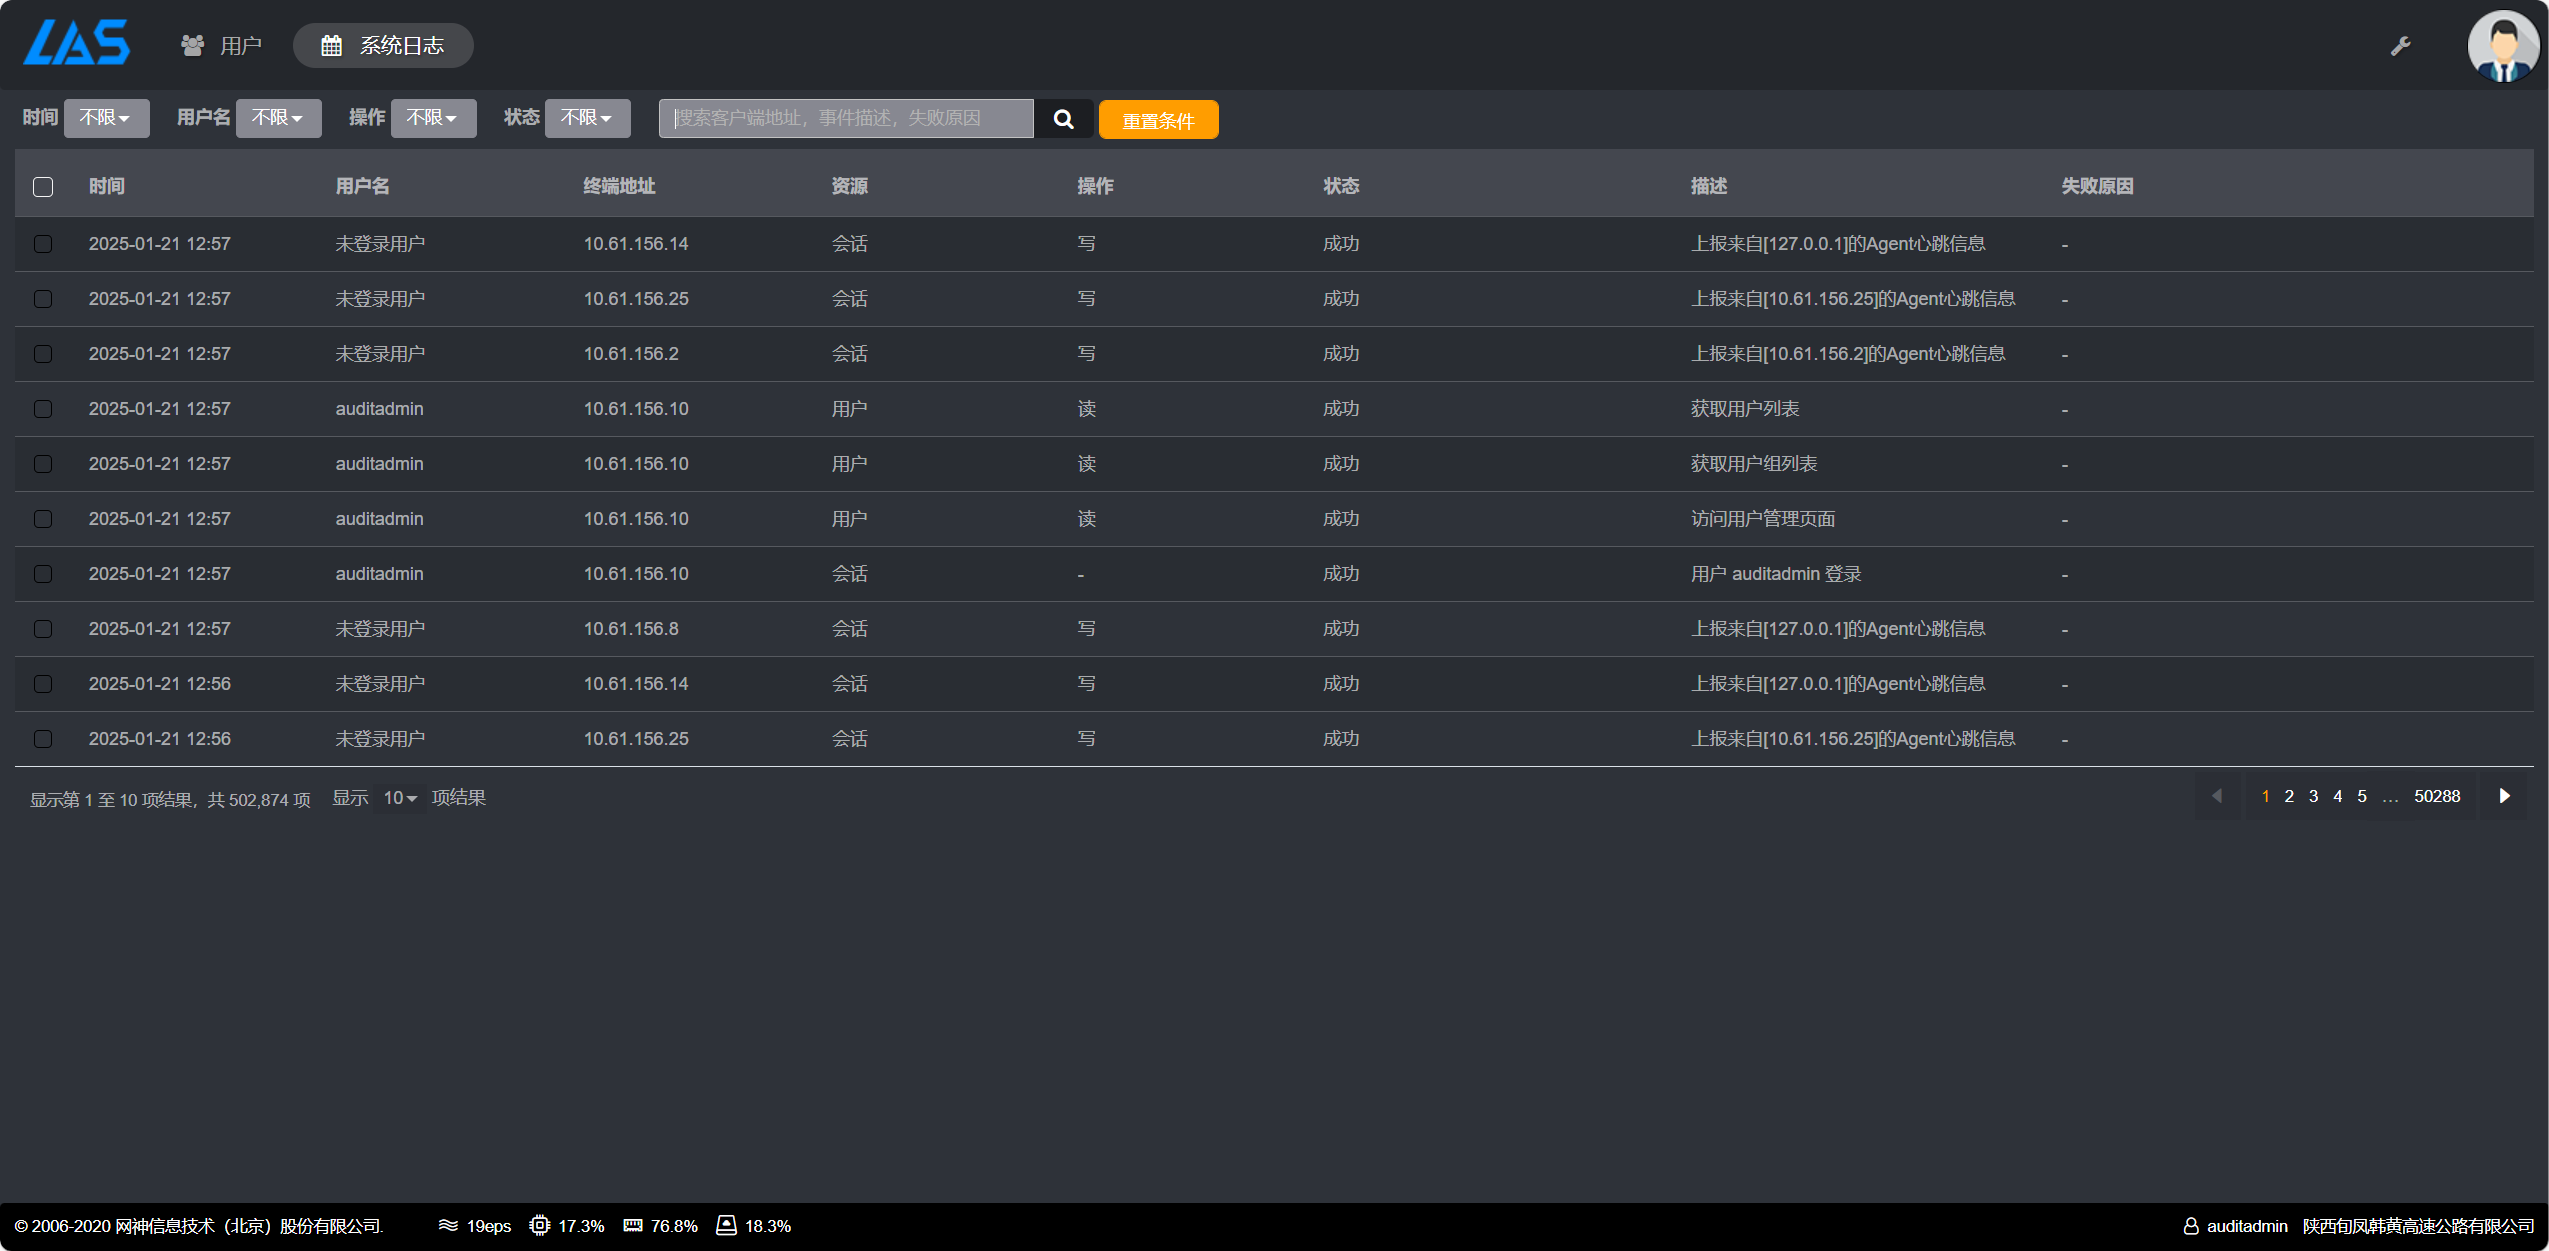 LAS 用户 系统日志
时间 不限 用户名 不限 操作 不限 状态 不限 搜索客户端地址，事件描述，失败原因 重置条件
时间 用户名 终端地址 资源 操作 状态 描述 失败原因
2025-01-21 12:57 未登录用户 10.61.156.14 会话 写 成功 上报来自[127.0.0.1]的Agent心跳信息 -
2025-01-21 12:57 未登录用户 10.61.156.25 会话 写 成功 上报来自[10.61.156.25]的Agent心跳信息 -
2025-01-21 12:57 未登录用户 10.61.156.2 会话 写 成功 上报来自[10.61.156.2]的Agent心跳信息 -
2025-01-21 12:57 auditadmin 10.61.156.10 用户 读 成功 获取用户列表 -
2025-01-21 12:57 auditadmin 10.61.156.10 用户 读 成功 获取用户组列表 -
2025-01-21 12:57 auditadmin 10.61.156.10 用户 读 成功 访问用户管理页面 -
2025-01-21 12:57 auditadmin 10.61.156.10 会话 - 成功 用户 auditadmin 登录 -
2025-01-21 12:57 未登录用户 10.61.156.8 会话 写 成功 上报来自[127.0.0.1]的Agent心跳信息 -
2025-01-21 12:56 未登录用户 10.61.156.14 会话 写 成功 上报来自[127.0.0.1]的Agent心跳信息 -
2025-01-21 12:56 未登录用户 10.61.156.25 会话 写 成功 上报来自[10.61.156.25]的Agent心跳信息 -
显示第 1 至 10 项结果，共 502,874 项 显示 10 项结果 1 2 3 4 5 … 50288
© 2006-2020 网神信息技术（北京）股份有限公司. 19eps 17.3% 76.8% 18.3% auditadmin 陕西旬凤韩黄高速公路有限公司